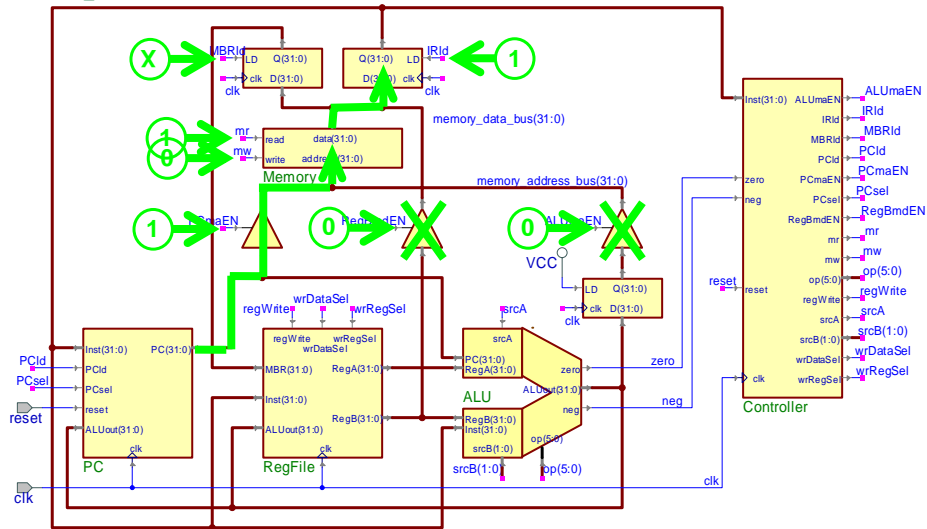 X
MBRld
LD
Q(31:0)
clk
D(31:0)
clk
Q(31:0)
LD
IRld
1
D(31:0)
clk
clk
memory_data_bus(31:0)
1
mr
read
data(31:0)
0
mw
write
address(31:0)
Memory
memory_address_bus(31:0)
1
PCmaEN
0
RegBmdEN
0
ALUmaEN
VCC
LD
Q(31:0)
clk
D(31:0)
regWrite
wrDataSel
wrRegSel
regWrite
wrRegSel
wrDataSel
srcA
srcA
Inst(31:0)
PC(31:0)
PCld
PCld
PCsel
PCsel
reset
reset
ALUout(31:0)
clk
PC
MBR(31:0)
RegA(31:0)
Inst(31:0)
RegB(31:0)
ALUout(31:0)
clk
RegFile
PC(31:0)
RegA(31:0)
zero
zero
ALU
ALUout(31:0)
RegB(31:0)
neg
neg
Inst(31:0)
op(5:0)
srcB(1:0)
srcB(1:0)
op(5:0)
clk
clk
Inst(31:0)
ALUmaEN
ALUmaEN
IRld
IRld
MBRld
MBRld
PCld
PCld
zero
PCmaEN
PCmaEN
neg
PCsel
PCsel
RegBmdEN
RegBmdEN
mr
mr
mw
mw
op(5:0)
op(5:0)
reset
reset
regWrite
regWrite
srcA
srcA
srcB(1:0)
srcB(1:0)
wrDataSel
wrDataSel
clk
wrRegSel
wrRegSel
Controller